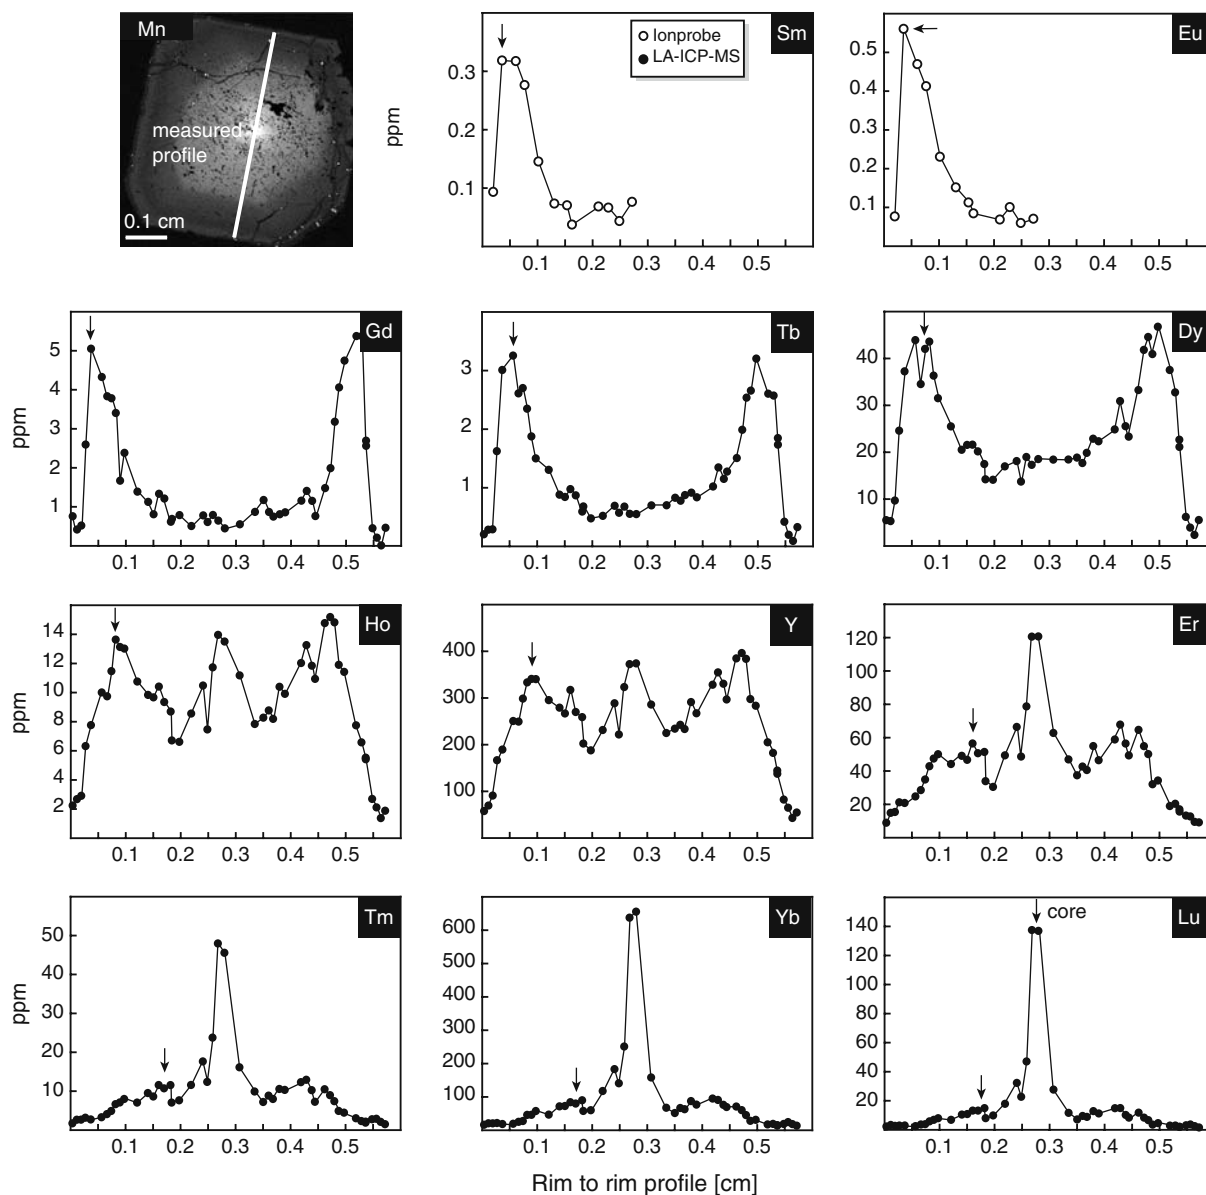 Mn
measured
profile
0.1 cm
ppm
0.3
0.2
0.1
Ionprobe
LA-ICP-MS
Sm
0.1 0.2 0.3 0.4 0.5
0.5
0.4
0.3
0.2
0.1
Eu
0.1 0.2 0.3 0.4 0.5
ppm
5
4
3
2
1
Gd
0.1 0.2 0.3 0.4 0.5
3
2
1
Tb
0.1 0.2 0.3 0.4 0.5
40
30
20
10
Dy
0.1 0.2 0.3 0.4 0.5
ppm
14
12
10
8
6
4
2
Ho
0.1 0.2 0.3 0.4 0.5
400
300
200
100
Y
0.1 0.2 0.3 0.4 0.5
120
100
80
60
40
20
Er
0.1 0.2 0.3 0.4 0.5
ppm
50
40
30
20
10
Tm
0.1 0.2 0.3 0.4 0.5
600
500
400
300
200
100
Yb
0.1 0.2 0.3 0.4 0.5
140
120
100
80
60
40
20
core
Lu
0.1 0.2 0.3 0.4 0.5
Rim to rim profile [cm]